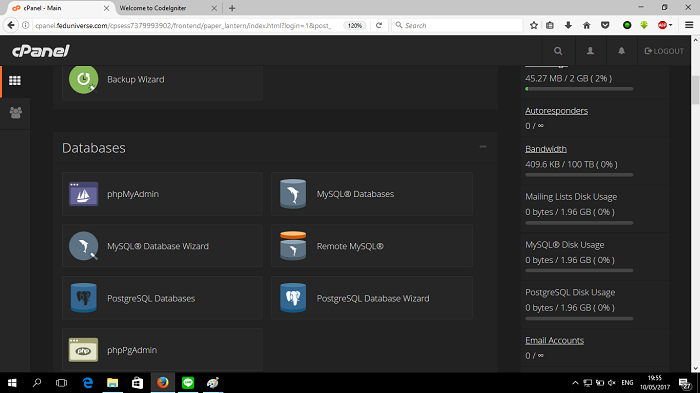 cPanel - Main
Welcome to CodeIgniter
cpanel.feduniverse.com/cpsess7379993902/frontend/paper_lantern/index.html?login=1&post_
120%
Search
cPanel
LOGOUT
Backup Wizard
45.27 MB / 2 GB ( 2% )
Autoresponders
0 / ∞
Databases
Bandwidth
409.6 KB / 100 TB ( 0% )
phpMyAdmin
MySQL® Databases
Mailing Lists Disk Usage
0 bytes / 1.96 GB ( 0% )
MySQL® Database Wizard
Remote MySQL®
MySQL® Disk Usage
0 bytes / 1.96 GB ( 0% )
PostgreSQL Databases
PostgreSQL Database Wizard
PostgreSQL Disk Usage
0 bytes / 1.96 GB ( 0% )
php
phpPgAdmin
Email Accounts
0 / ∞
ENG
19:55
10/05/2017
27